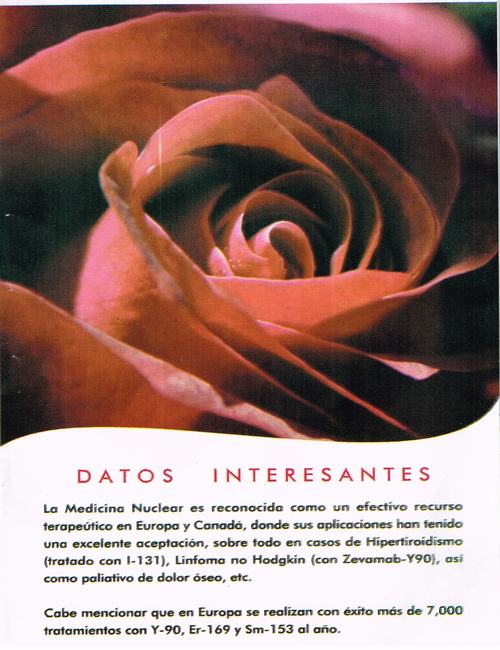 DATOS INTERESANTES
La Medicina Nuclear es reconocida como un efectivo recurso
terapeútico en Europa y Canadá, donde sus aplicaciones han tenido
una excelente aceptación, sobre todo en casos de Hipertiroidismo
(tratado con I-131), Linfoma no Hodgkin (con Zevamab-Y90), así
como paliativo de dolor óseo, etc.
Cabe mencionar que en Europa se realizan con éxito más de 7,000
tratamientos con Y-90, Er-169 y Sm-153 al año.